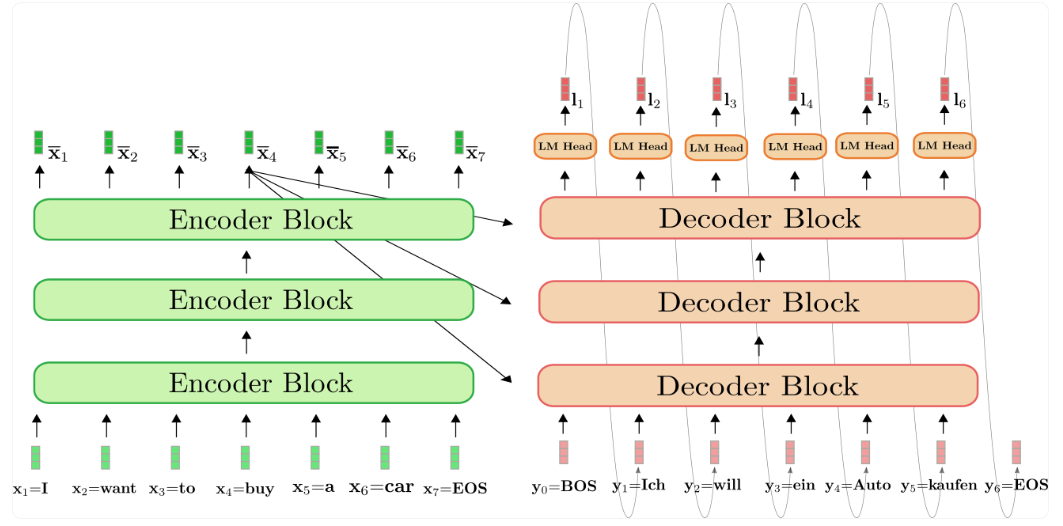 l₁ l₂ l₃ l₄ l₅ l₆
x̄₁ x̄₂ x̄₃ x̄₄ x̄₅ x̄₆ x̄₇
LM Head LM Head LM Head LM Head LM Head LM Head
Encoder Block
Decoder Block
Encoder Block
Decoder Block
Encoder Block
Decoder Block
x₁=I x₂=want x₃=to x₄=buy x₅=a x₆=car x₇=EOS
y₀=BOS y₁=Ich y₂=will y₃=ein y₄=Auto y₅=kaufen y₆=EOS